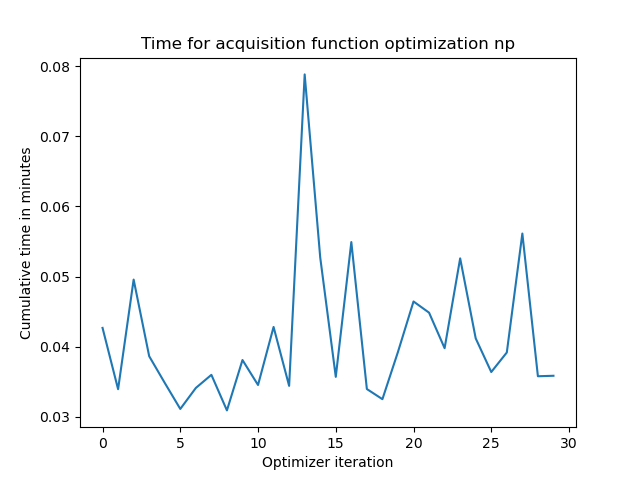 Time for acquisition function optimization np
0.08
0.07
0.06
0.05
0.04
0.03
Cumulative time in minutes
0 5 10 15 20 25 30
Optimizer iteration